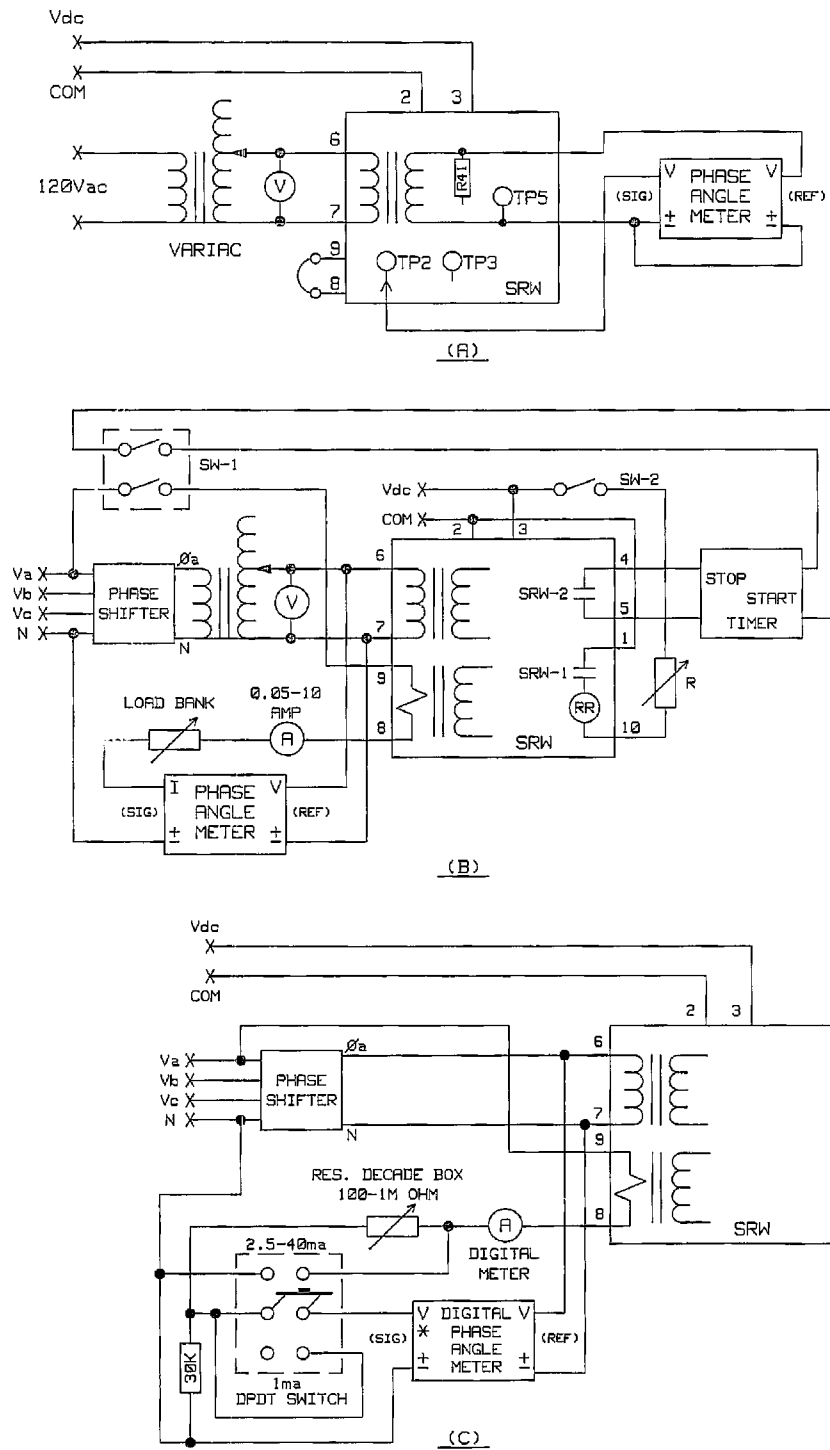 Vdc
COM
120Vac
VARIAC
V
2
3
6
7
9
8
R41
TP5
TP2
TP3
SRW
(SIG)
V PHASE V
ANGLE
± METER ±
(REF)
(A)
SW-1
Vdc
COM
SW-2
2
3
Va
Vb
Vc
N
PHASE
SHIFTER
Øa
N
V
6
7
9
8
SRW-2
4
5
1
SRW-1
RR
10
SRW
STOP
START
TIMER
R
LOAD BANK
0.05-10
AMP
A
(SIG)
I PHASE V
ANGLE
± METER ±
(REF)
(B)
Vdc
COM
2
3
Va
Vb
Vc
N
PHASE
SHIFTER
Øa
N
6
7
9
8
SRW
RES. DECADE BOX
100-1M OHM
A
DIGITAL
METER
2.5-40ma
30K
1ma
DPDT SWITCH
(SIG)
V DIGITAL V
* PHASE
ANGLE
± METER ±
(REF)
(C)